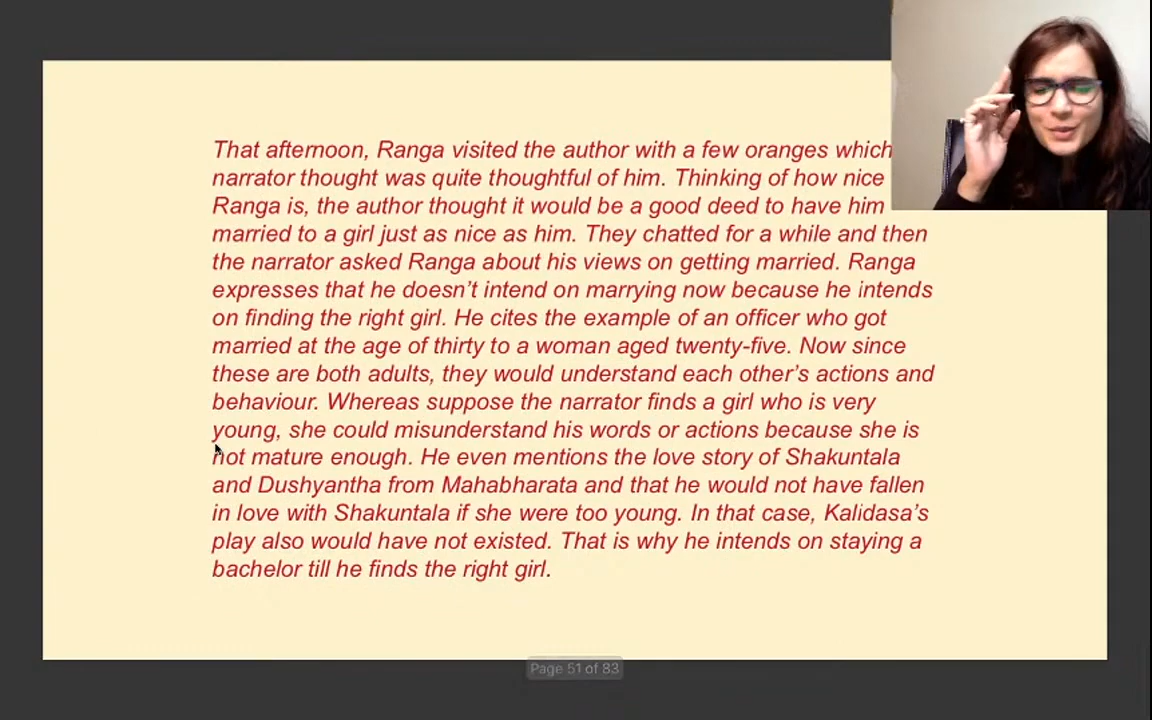 That afternoon, Ranga visited the author with a few oranges which
narrator thought was quite thoughtful of him. Thinking of how nice
Ranga is, the author thought it would be a good deed to have him
married to a girl just as nice as him. They chatted for a while and then
the narrator asked Ranga about his views on getting married. Ranga
expresses that he doesn’t intend on marrying now because he intends
on finding the right girl. He cites the example of an officer who got
married at the age of thirty to a woman aged twenty-five. Now since
these are both adults, they would understand each other’s actions and
behaviour. Whereas suppose the narrator finds a girl who is very
young, she could misunderstand his words or actions because she is
not mature enough. He even mentions the love story of Shakuntala
and Dushyantha from Mahabharata and that he would not have fallen
in love with Shakuntala if she were too young. In that case, Kalidasa’s
play also would have not existed. That is why he intends on staying a
bachelor till he finds the right girl.
Page 51 of 83